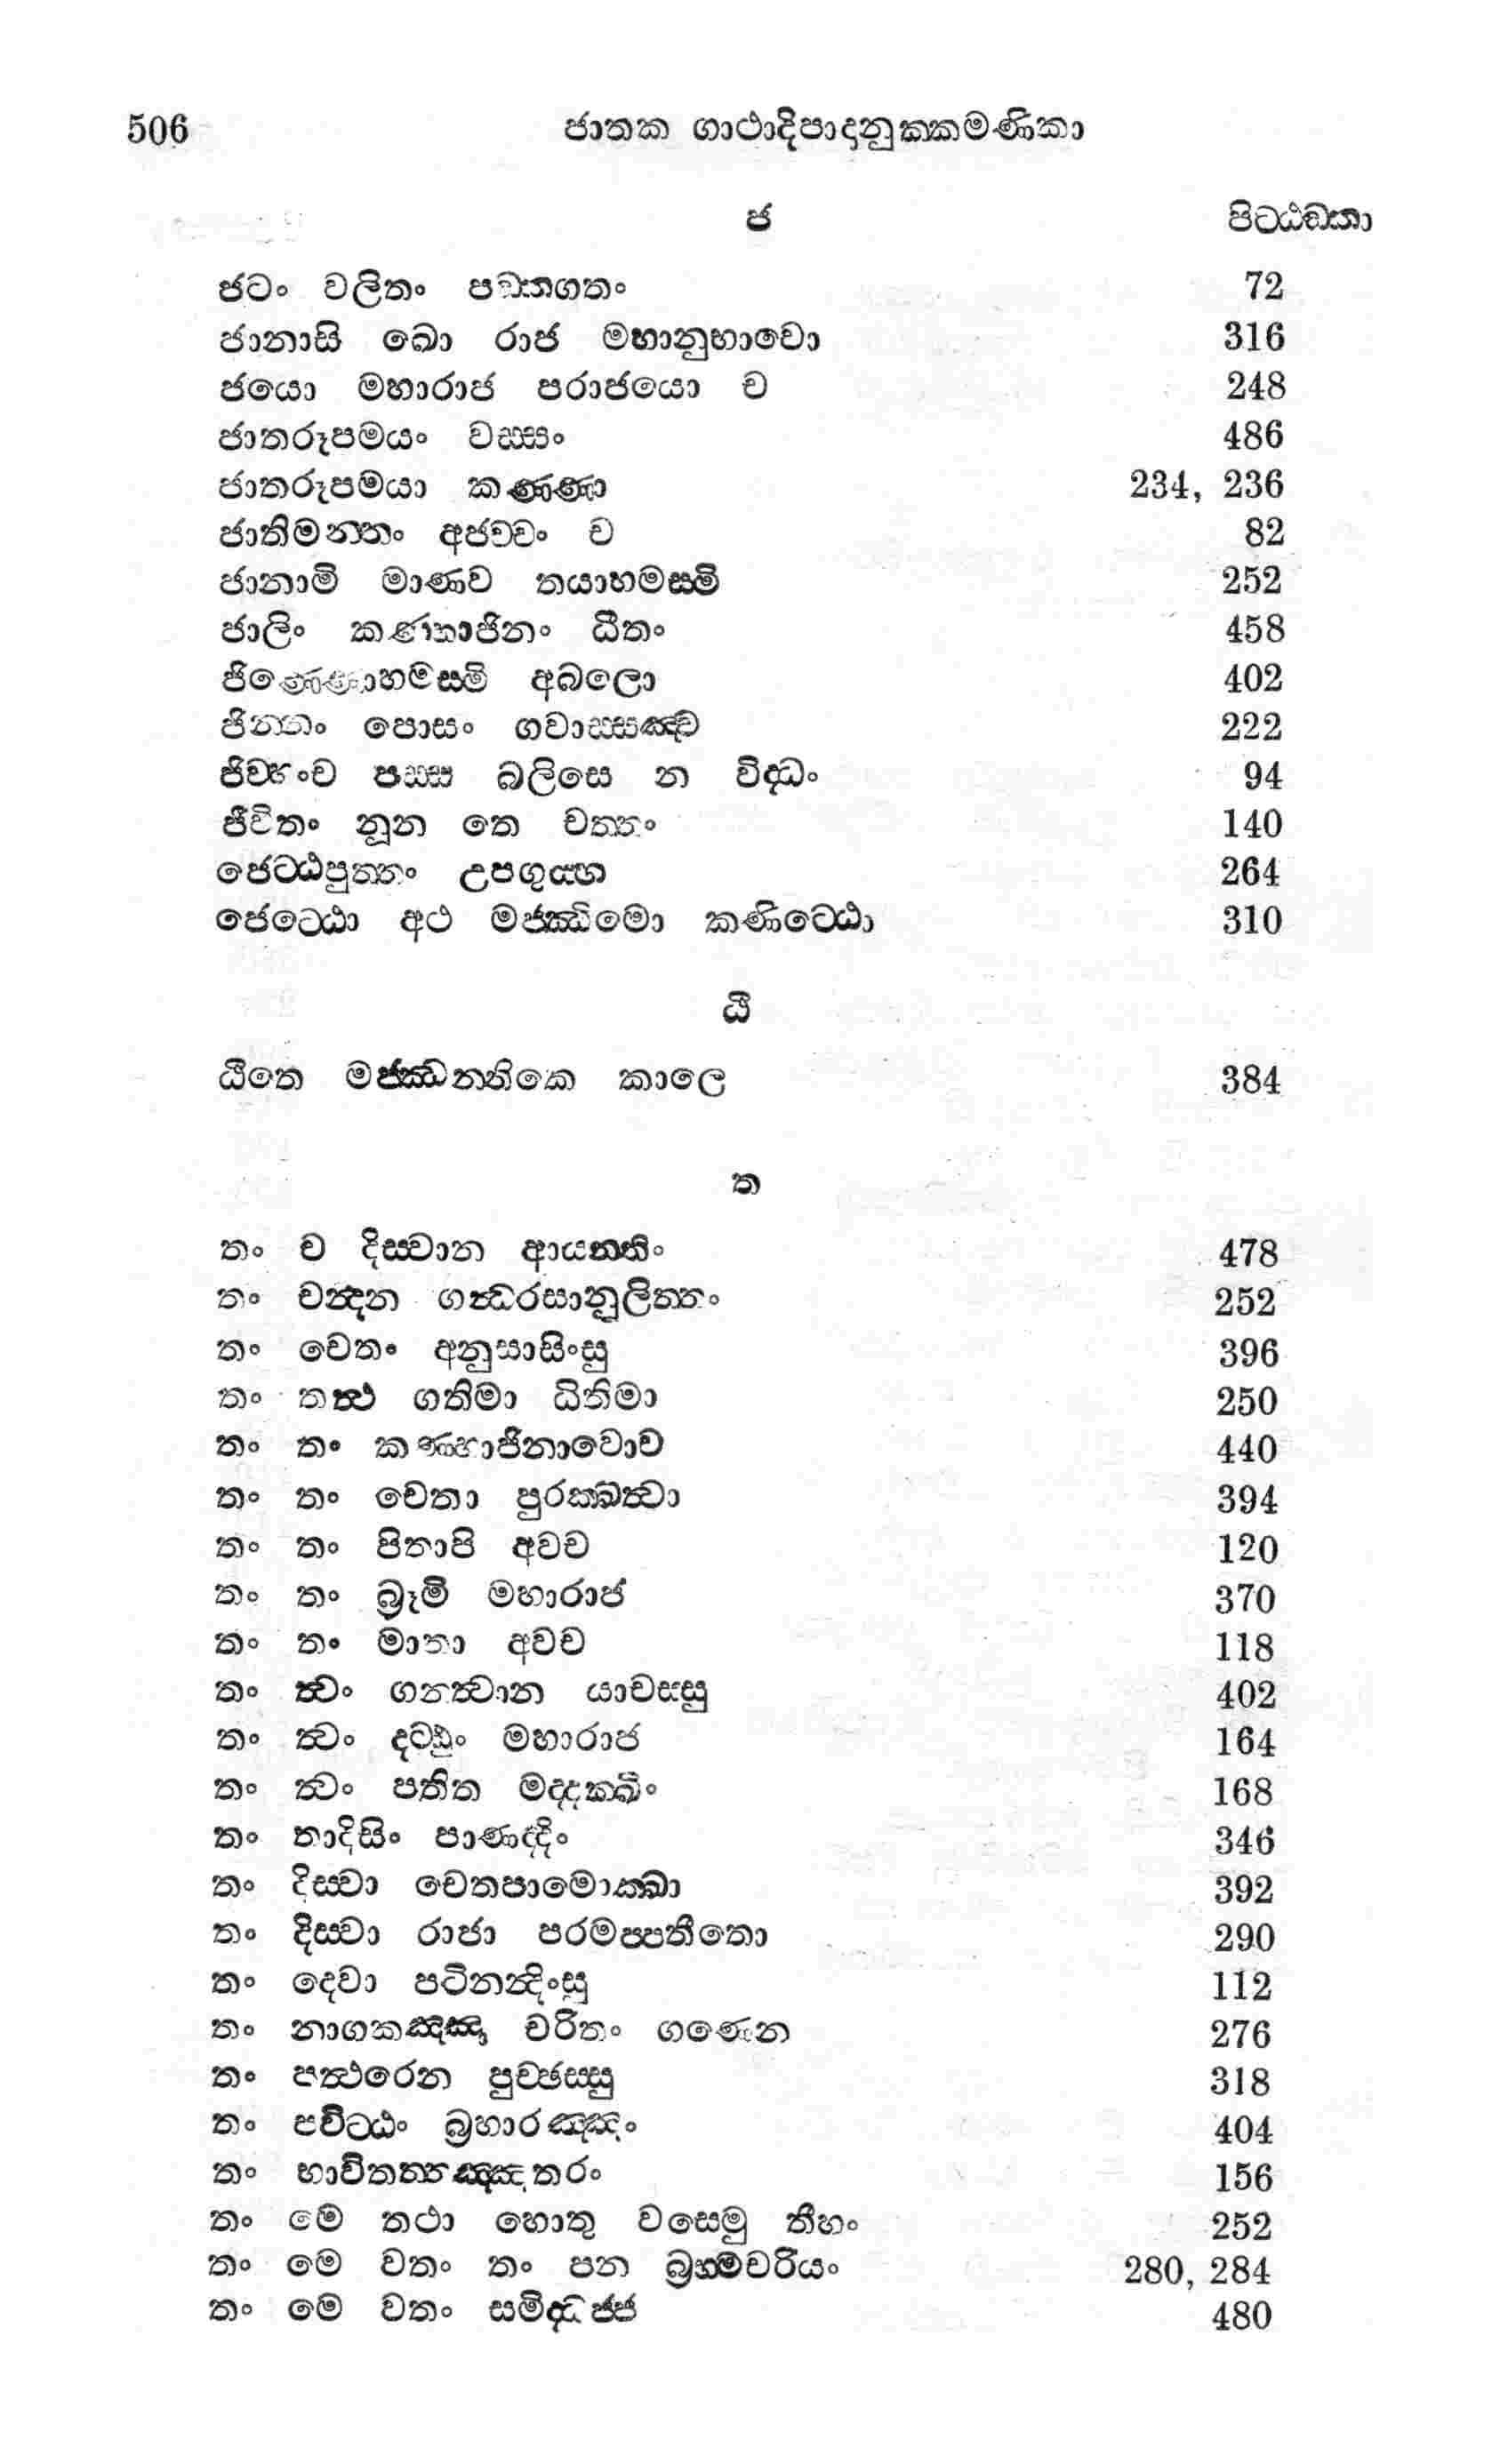 506 ජාතක ගාථාදිපාදානුක්කමණිකා
ජ පිට්ඨඞ්කා
ජටං වලිතං පඞ්කගතං 72
ජානාසි ඛො රාජ මහානුභාවො 316
ජයො මහාරාජ පරාජයො ච 248
ජාතරූපමයං වස්සං 486
ජාතරූපමයා කණ්ණා 234, 236
ජාතිමන්තං අජච්චං ච 82
ජානාමි මාණව තයාහමස්මි 252
ජාලිං කණ්හාජිනං ධීතං 458
ජිණ්ණොහමස්මි අබලො 402
ජින්නං පොසං ගවාස්සඤ්ච 222
ජිව්හංච පස්ස බලිසෙ න විද්ධං 94
ජීවිතං නූන තෙ චත්තං 140
ජෙට්ඨපුත්තං උපගුය්හ 264
ජෙට්ඨො අථ මජ්ඣිමො කණිට්ඨො 310
ඨි
ඨිතෙ මජ්ඣන්තිකෙ කාලෙ 384
ත
තං ච දිස්වාන ආයන්තිං 478
තං චන්දන ගන්ධරසානූලිත්තං 252
තං චෙතං අනුසාසිංසු 396
තං තත්ථ ගතිමා ධිතිමා 250
තං තං කණ්හාජිනාවොච 440
තං තං චෙතා පුරක්ඛත්වා 394
තං තං පිතාපි අවච 120
තං තං බ්‍රූමි මහාරාජ 370
තං තං මාතා අවච 118
තං ත්වං ගන්ත්වාන යාචස්සු 402
තං ත්වං දට්ඨුං මහාරාජ 164
තං ත්වං පතීත මද්දක්ඛිං 168
තං තාදිසිං පාණද්දිං 346
තං දිස්වා චෙතපාමොක්ඛා 392
තං දිස්වා රාජා පරමප්පතීතො 290
තං දෙවා පටිනන්දිංසු 112
තං නාගකඤ්ඤා චරිතං ගණෙන 276
තං පත්ථරෙන පුච්ඡස්සු 318
තං පවිට්ඨං බ්‍රහාරඤ්ඤං 404
තං භාවිතත්තඤ්ඤතරං 156
තං මෙ තථා හොතු වසෙමු තීහං 252
තං මෙ වතං තං පන බ්‍රහ්මචරියං 280, 284
තං මෙ වතං සමිද්ධිජ්ජ 480